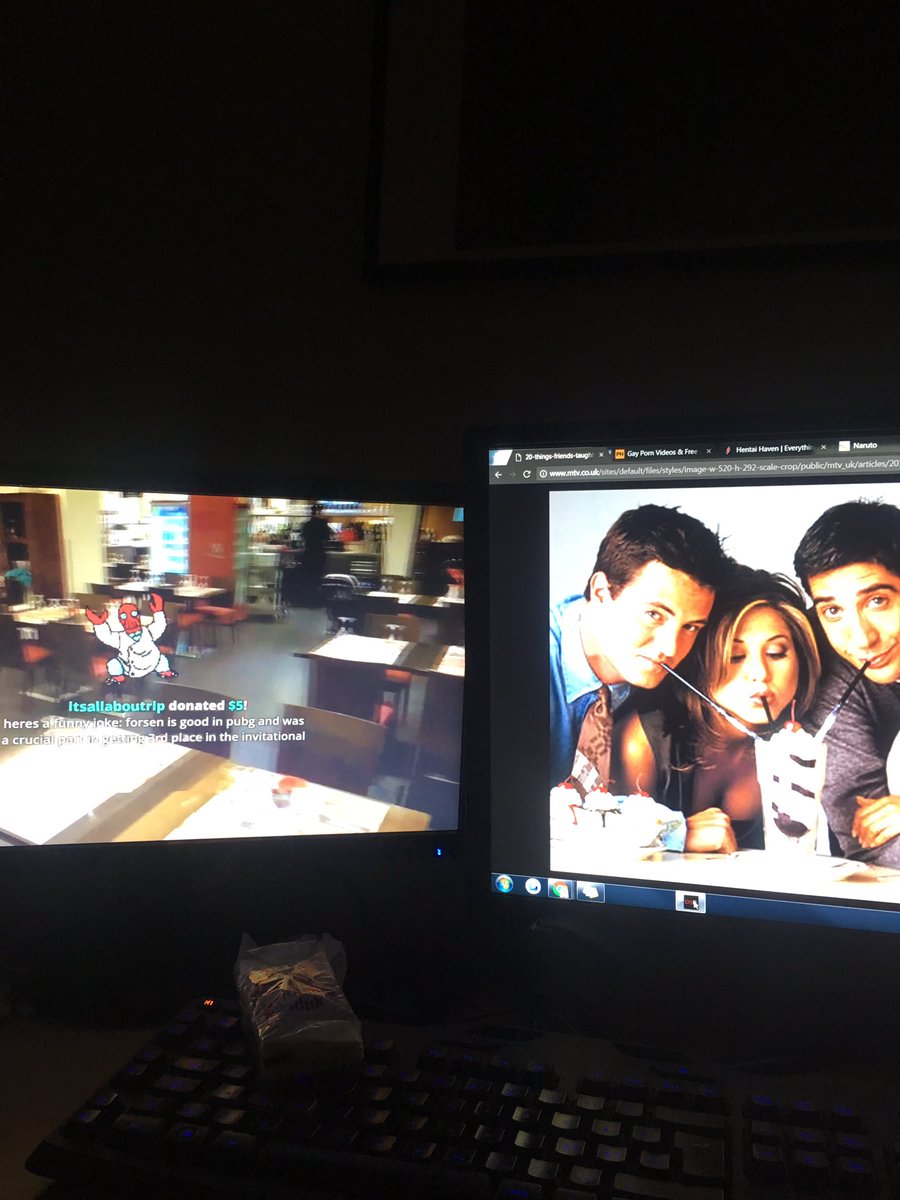 Itsallaboutrip donated $5!
heres a funny joke: forsen is good in pubg and was
a crucial part in getting 3rd place in the invitational
20-things-friends-taught
PH
Gay Porn Videos & Free
Hentai Haven | Everythin
Naruto
www.mtv.co.uk/sites/default/files/styles/image-w-520-h-292-scale-crop/public/mtv_uk/articles/20